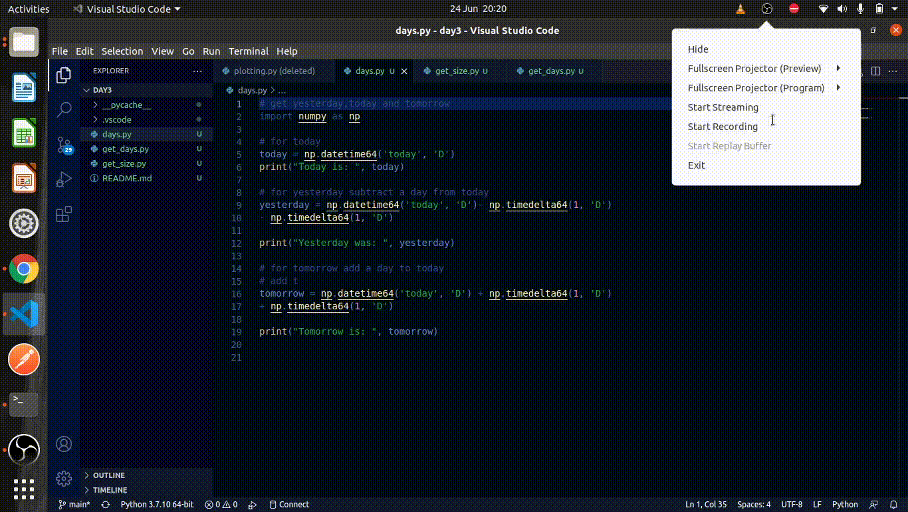 Activities
Visual Studio Code
24 Jun 20:20
days.py - day3 - Visual Studio Code
File Edit Selection View Go Run Terminal Help
EXPLORER ...
DAY3
__pycache__
.vscode
days.py U
get_days.py U
get_size.py U
README.md U
OUTLINE
TIMELINE
29
plotting.py (deleted)
days.py U
get_size.py U
get_days.py U
days.py > ...
1 # get yesterday,today and tomorrow
2 import numpy as np
3
4 # for today
5 today = np.datetime64('today', 'D')
6 print("Today is: ", today)
7
8 # for yesterday subtract a day from today
9 yesterday = np.datetime64('today', 'D')- np.timedelta64(1, 'D')
10 - np.timedelta64(1, 'D')
11
12 print("Yesterday was: ", yesterday)
13
14 # for tomorrow add a day to today
15 # add t
16 tomorrow = np.datetime64('today', 'D') + np.timedelta64(1, 'D')
17 + np.timedelta64(1, 'D')
18
19 print("Tomorrow is: ", tomorrow)
20
21
Hide
Fullscreen Projector (Preview)
Fullscreen Projector (Program)
Start Streaming
Start Recording
Start Replay Buffer
Exit
main* Python 3.7.10 64-bit 0 0 Connect Ln 1, Col 35 Spaces: 4 UTF-8 LF Python